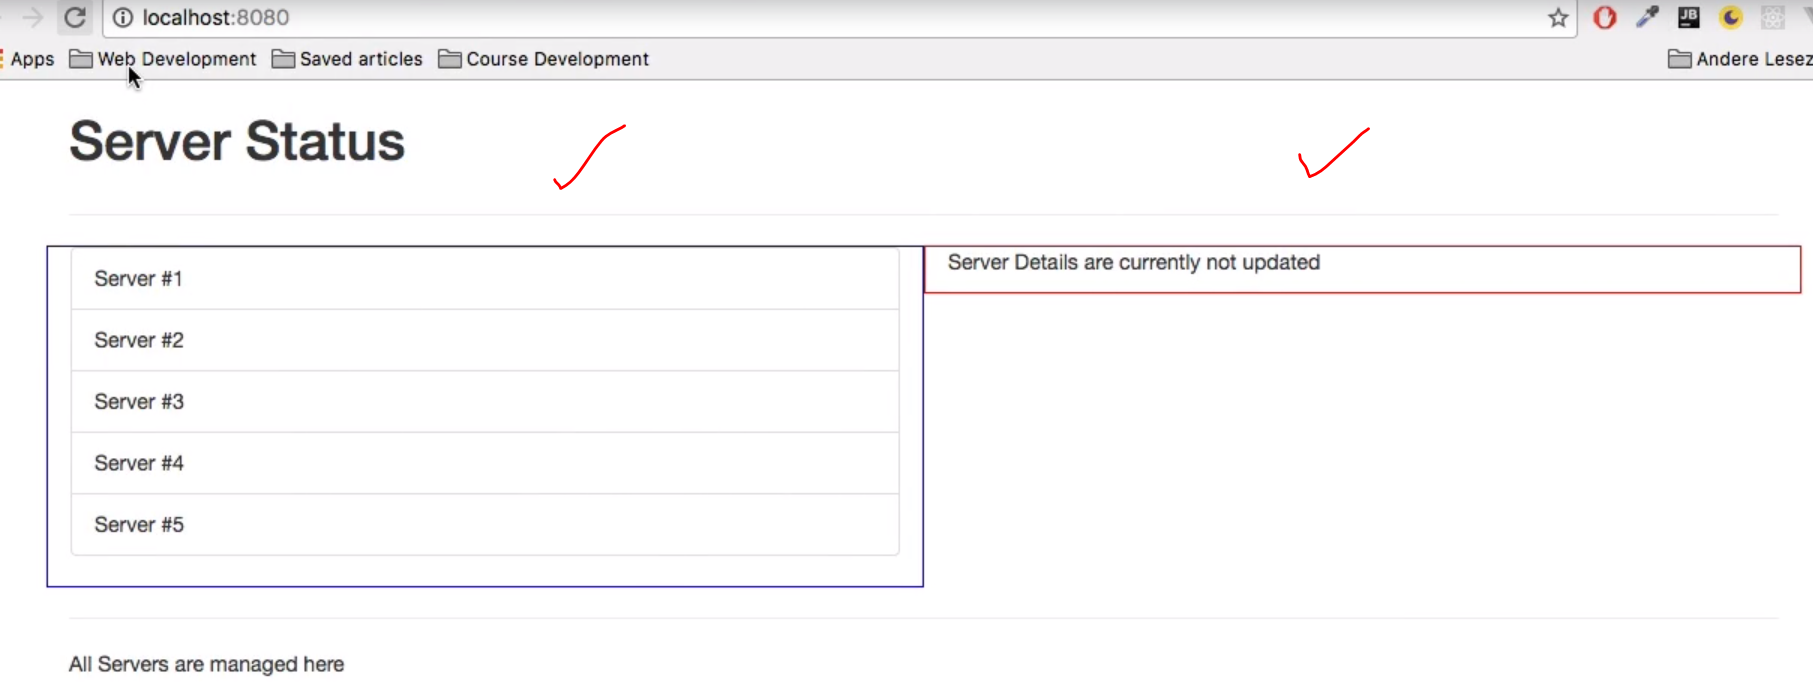 localhost:8080
JB
Apps Web Development Saved articles Course Development Andere Lesez
Server Status
Server #1
Server Details are currently not updated
Server #2
Server #3
Server #4
Server #5
All Servers are managed here